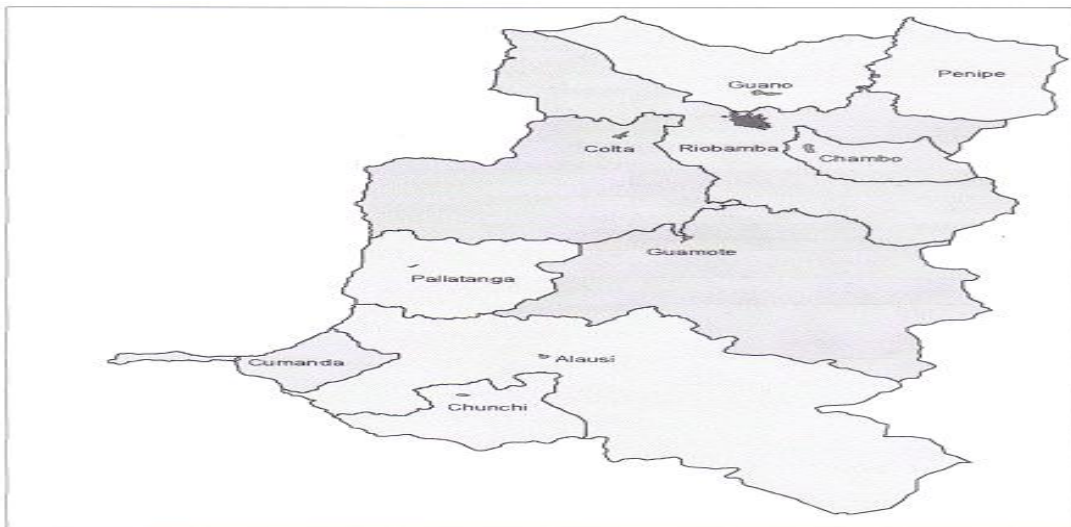 Penipe
Guano
Colta
Riobamba
Chambo
Guamote
Pallatanga
Cumanda
Alausi
Chunchi